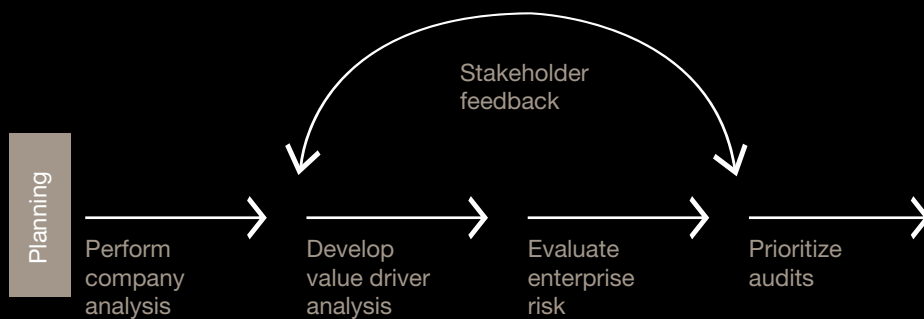 Stakeholder
feedback
Planning
Perform
company
analysis
Develop
value driver
analysis
Evaluate
enterprise
risk
Prioritize
audits